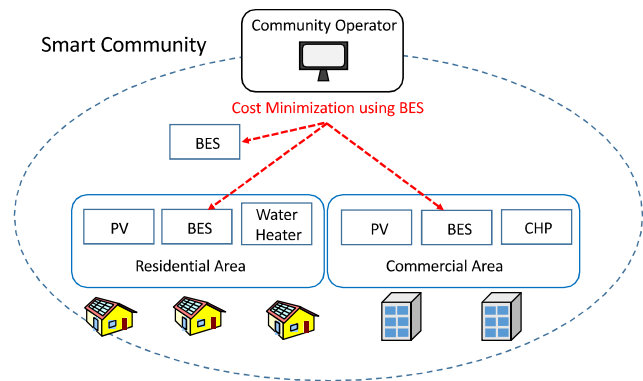 Community Operator
Smart Community
Cost Minimization using BES
BES
PV
BES
Water
Heater
Residential Area
PV
BES
CHP
Commercial Area